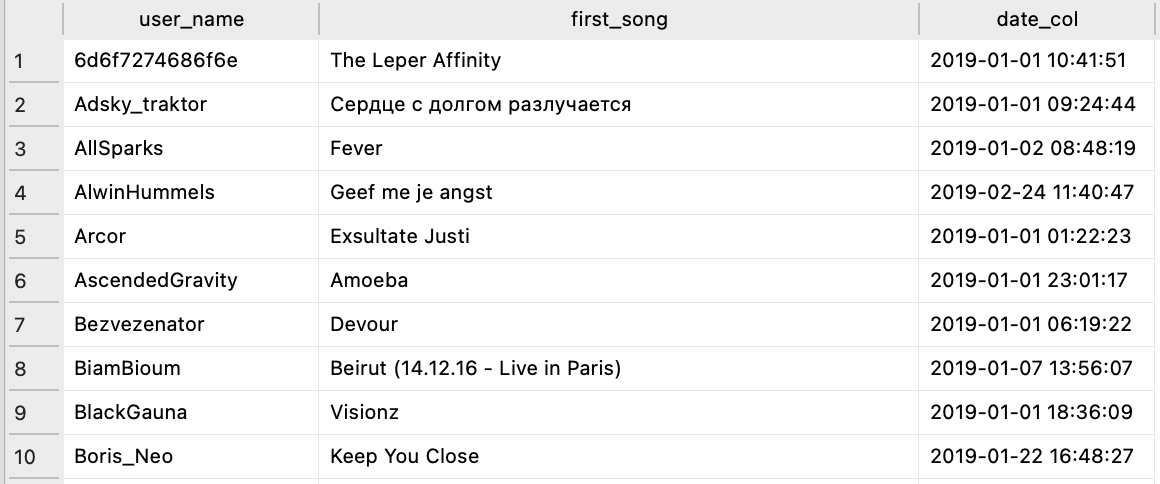 user_name first_song date_col
1 6d6f7274686f6e The Leper Affinity 2019-01-01 10:41:51
2 Adsky_traktor Сердце с долгом разлучается 2019-01-01 09:24:44
3 AllSparks Fever 2019-01-02 08:48:19
4 AlwinHummels Geef me je angst 2019-02-24 11:40:47
5 Arcor Exsultate Justi 2019-01-01 01:22:23
6 AscendedGravity Amoeba 2019-01-01 23:01:17
7 Bezvezenator Devour 2019-01-01 06:19:22
8 BiamBioum Beirut (14.12.16 - Live in Paris) 2019-01-07 13:56:07
9 BlackGauna Visionz 2019-01-01 18:36:09
10 Boris_Neo Keep You Close 2019-01-22 16:48:27